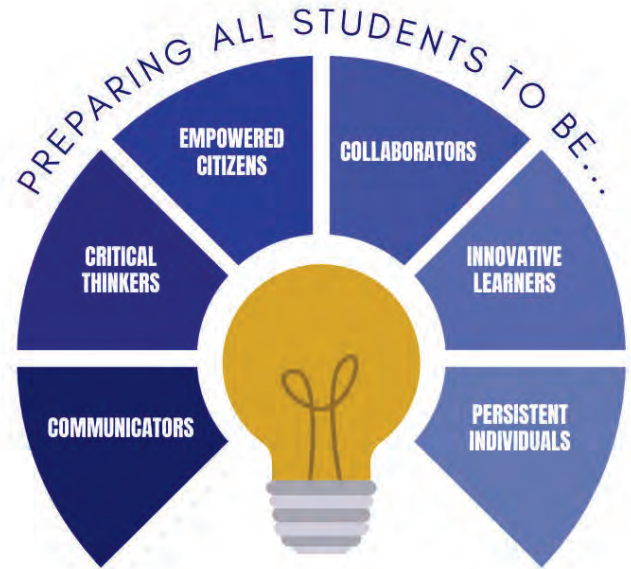 PREPARING ALL STUDENTS TO BE...
COMMUNICATORS
CRITICAL
THINKERS
EMPOWERED
CITIZENS
COLLABORATORS
INNOVATIVE
LEARNERS
PERSISTENT
INDIVIDUALS